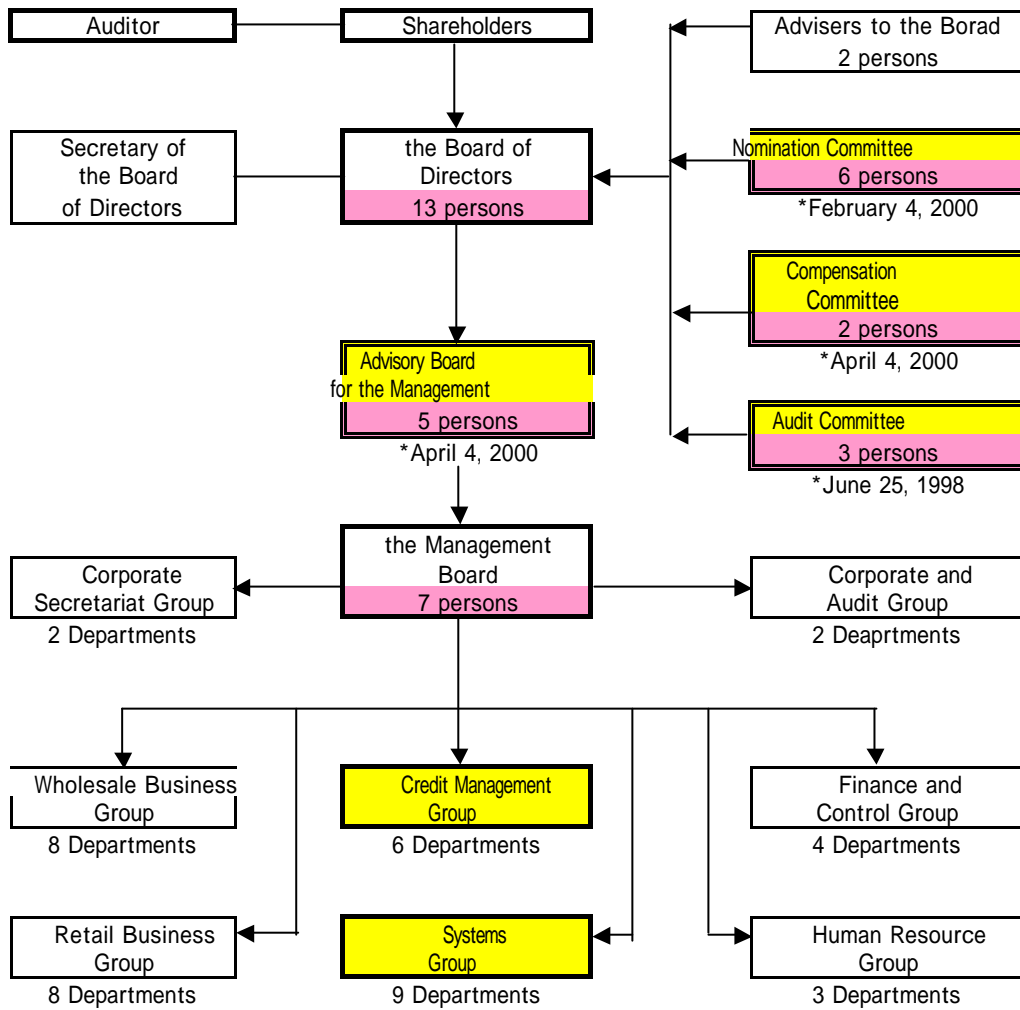 Auditor
Shareholders
Advisers to the Borad
2 persons
Secretary of
the Board
of Directors
the Board of
Directors
13 persons
Nomination Committee
6 persons
*February 4, 2000
Compensation
Committee
2 persons
*April 4, 2000
Advisory Board
for the Management
5 persons
*April 4, 2000
Audit Committee
3 persons
*June 25, 1998
the Management
Board
7 persons
Corporate
Secretariat Group
2 Departments
Corporate and
Audit Group
2 Deaprtments
Wholesale Business
Group
8 Departments
Credit Management
Group
6 Departments
Finance and
Control Group
4 Departments
Retail Business
Group
8 Departments
Systems
Group
9 Departments
Human Resource
Group
3 Departments